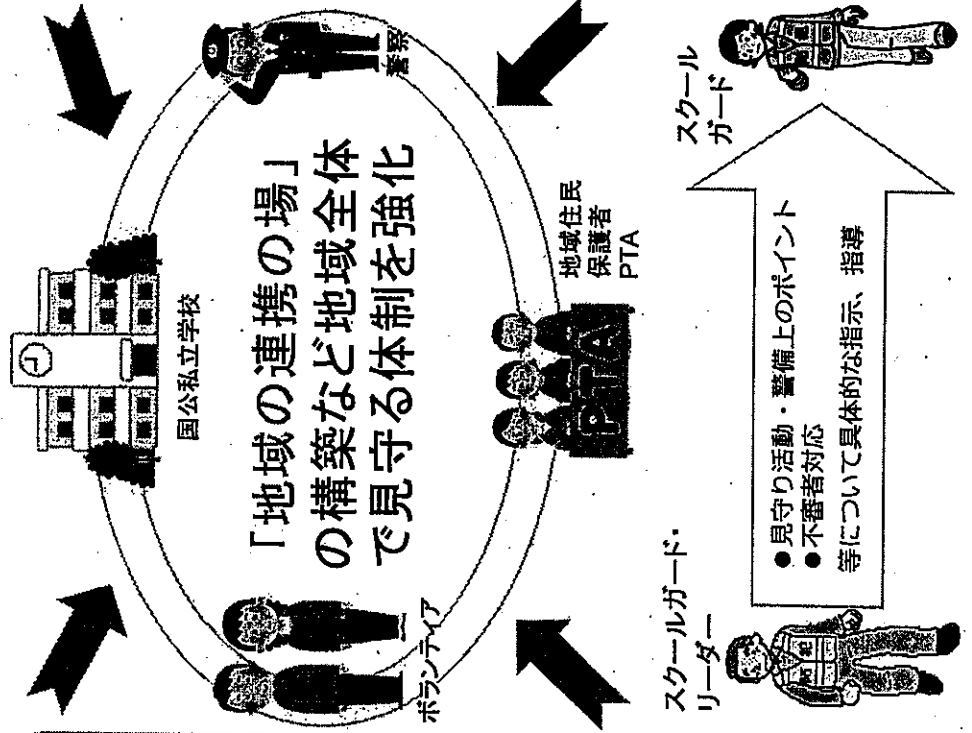 国公私立学校
警察
「地域の連携の場」
の構築など地域全体
で見守る体制を強化
ボランティア
PTA
地域住民
保護者
PTA
スクールガード・
リーダー
●見守り活動・警備上のポイント
●不審者対応
等について具体的な指示、指導
スクール
ガード